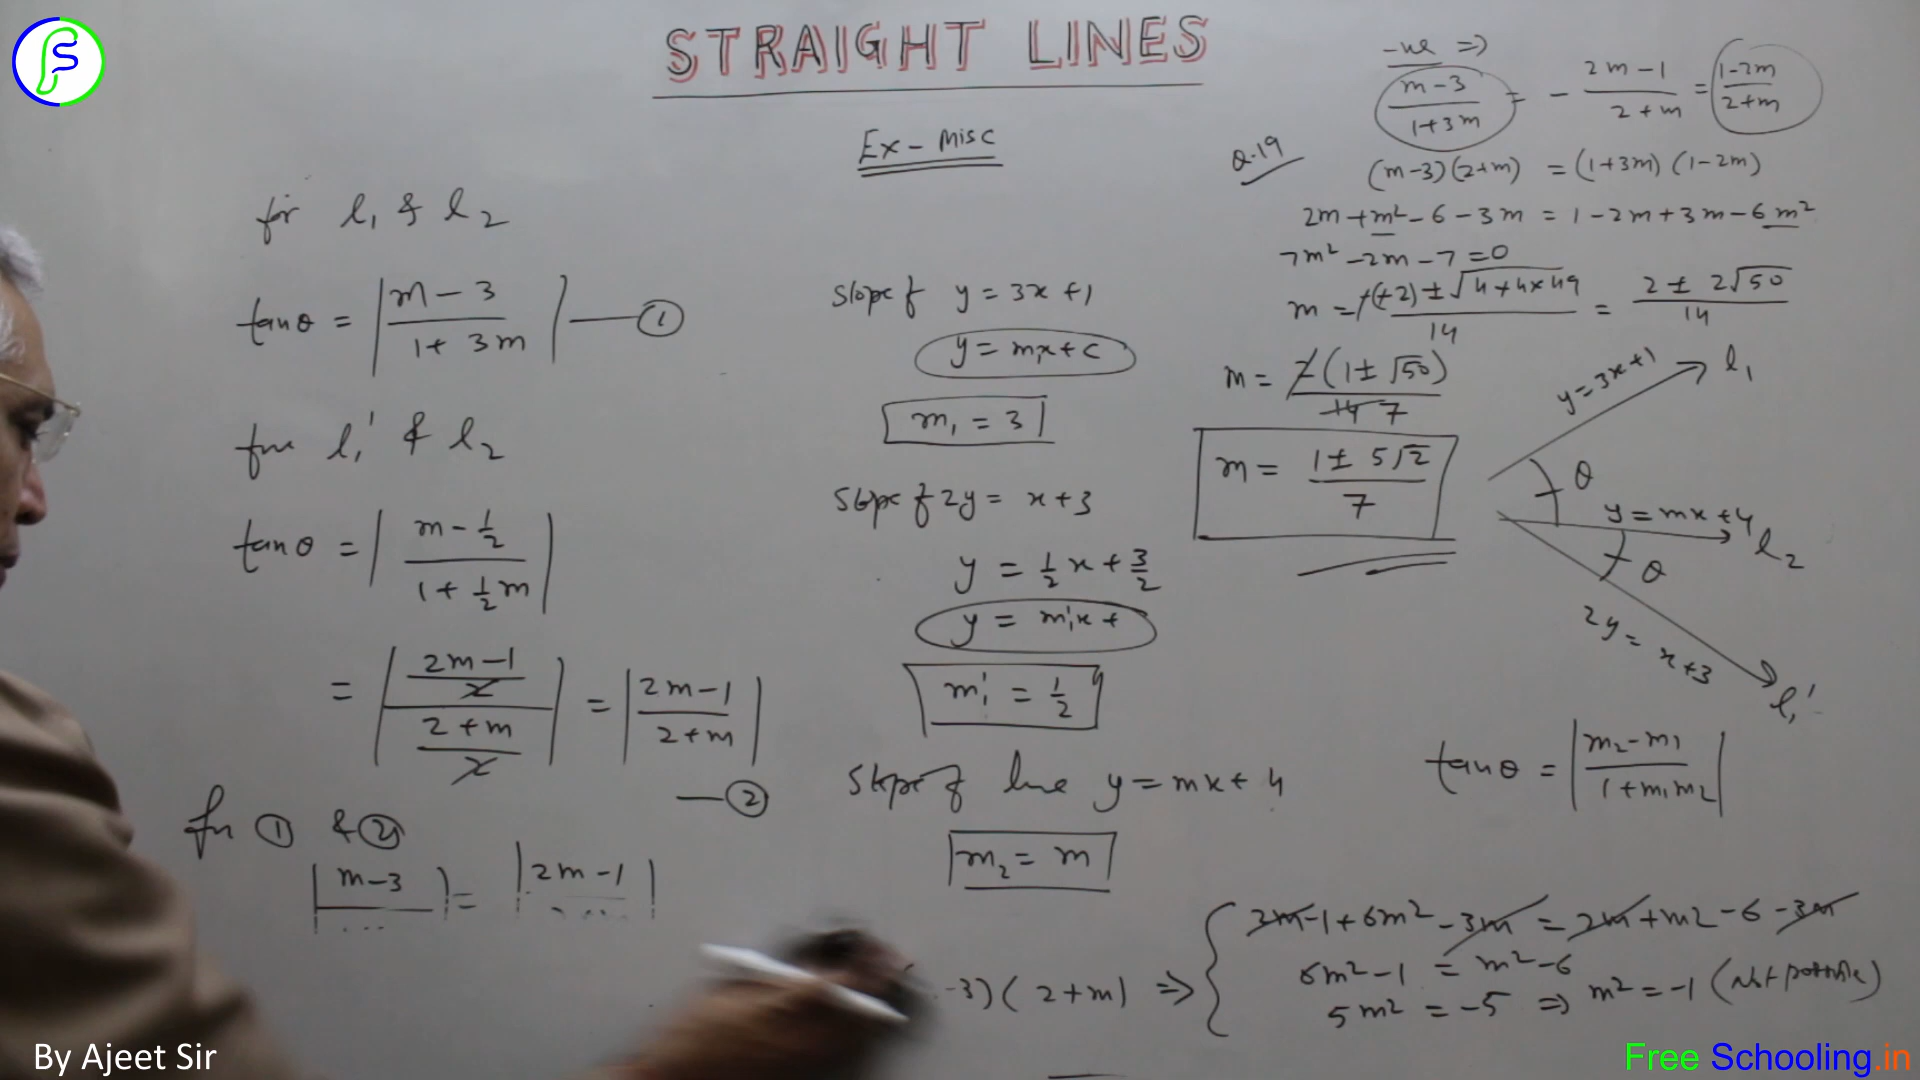 STRAIGHT LINES
Ex - Misc
for l₁ & l₂
tanθ = |m - 3 / 1 + 3m| — ①
for l₁' & l₂
tanθ = |m - 1/2 / 1 + 1/2 m|
= |2m - 1 / 2 / 2 + m / 2| = |2m - 1 / 2 + m|
— ②
fr ① & ②
|m - 3 / ...| = |2m - 1 / ...|
Slope of y = 3x + 1
y = m₁x + c
m₁ = 3
Slope of 2y = x + 3
y = 1/2 x + 3/2
y = m₁'x +
m₁' = 1/2
Slope of line y = mx + 4
m₂ = m
-3)(2+m) ⇒
3m - 1 + 6m² - 3m = 2m + m² - 6 - 3m
6m² - 1 = m² - 6
5m² = -5 ⇒ m² = -1 (Not possible)
Q.19
-ve ⇒
m - 3 / 1 + 3m = - 2m - 1 / 2 + m = 1 - 2m / 2 + m
(m-3)(2+m) = (1+3m)(1-2m)
2m + m² - 6 - 3m = 1 - 2m + 3m - 6m²
7m² - 2m - 7 = 0
m = +(+2) ± √4 + 4×49 / 14 = 2 ± 2√50 / 14
m = 2(1 ± √50) / 14 7
m = 1 ± 5√2 / 7
y = 3x + 1
l₁
θ
y = mx + 4
l₂
θ
2y = x + 3
l₁'
tanθ = |m₂ - m₁ / 1 + m₁m₂|
S
By Ajeet Sir
Free Schooling.in